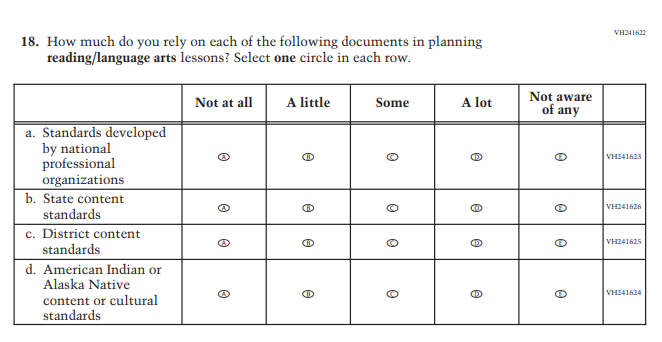 VH241622
18. How much do you rely on each of the following documents in planning
reading/language arts lessons? Select one circle in each row.
Not at all A little Some A lot Not aware of any
a. Standards developed
by national
professional
organizations
A B C D E VH241623
b. State content
standards
A B C D E VH241626
c. District content
standards
A B C D E VH241625
d. American Indian or
Alaska Native
content or cultural
standards
A B C D E VH241624